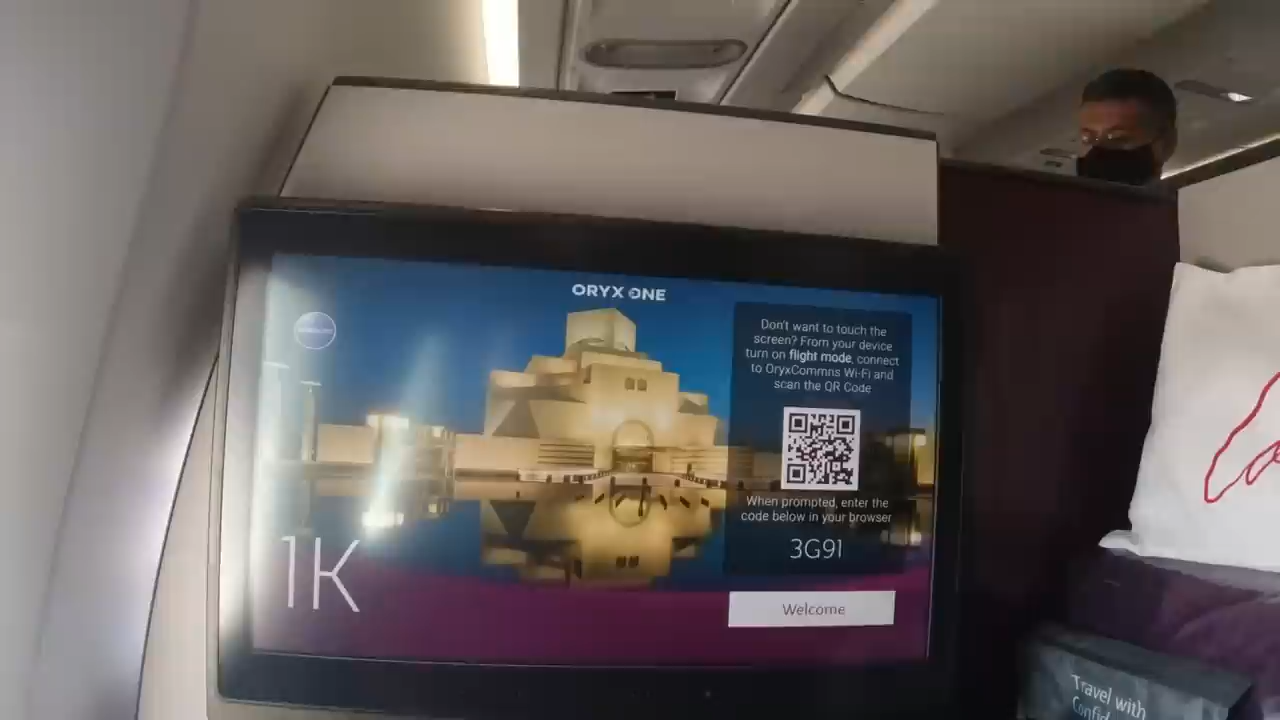 ORYX ONE
Don't want to touch the
screen? From your device
turn on flight mode, connect
to OryxCommns Wi-Fi and
scan the QR Code
When prompted, enter the
code below in your browser
3G91
1K
Welcome
Travel with